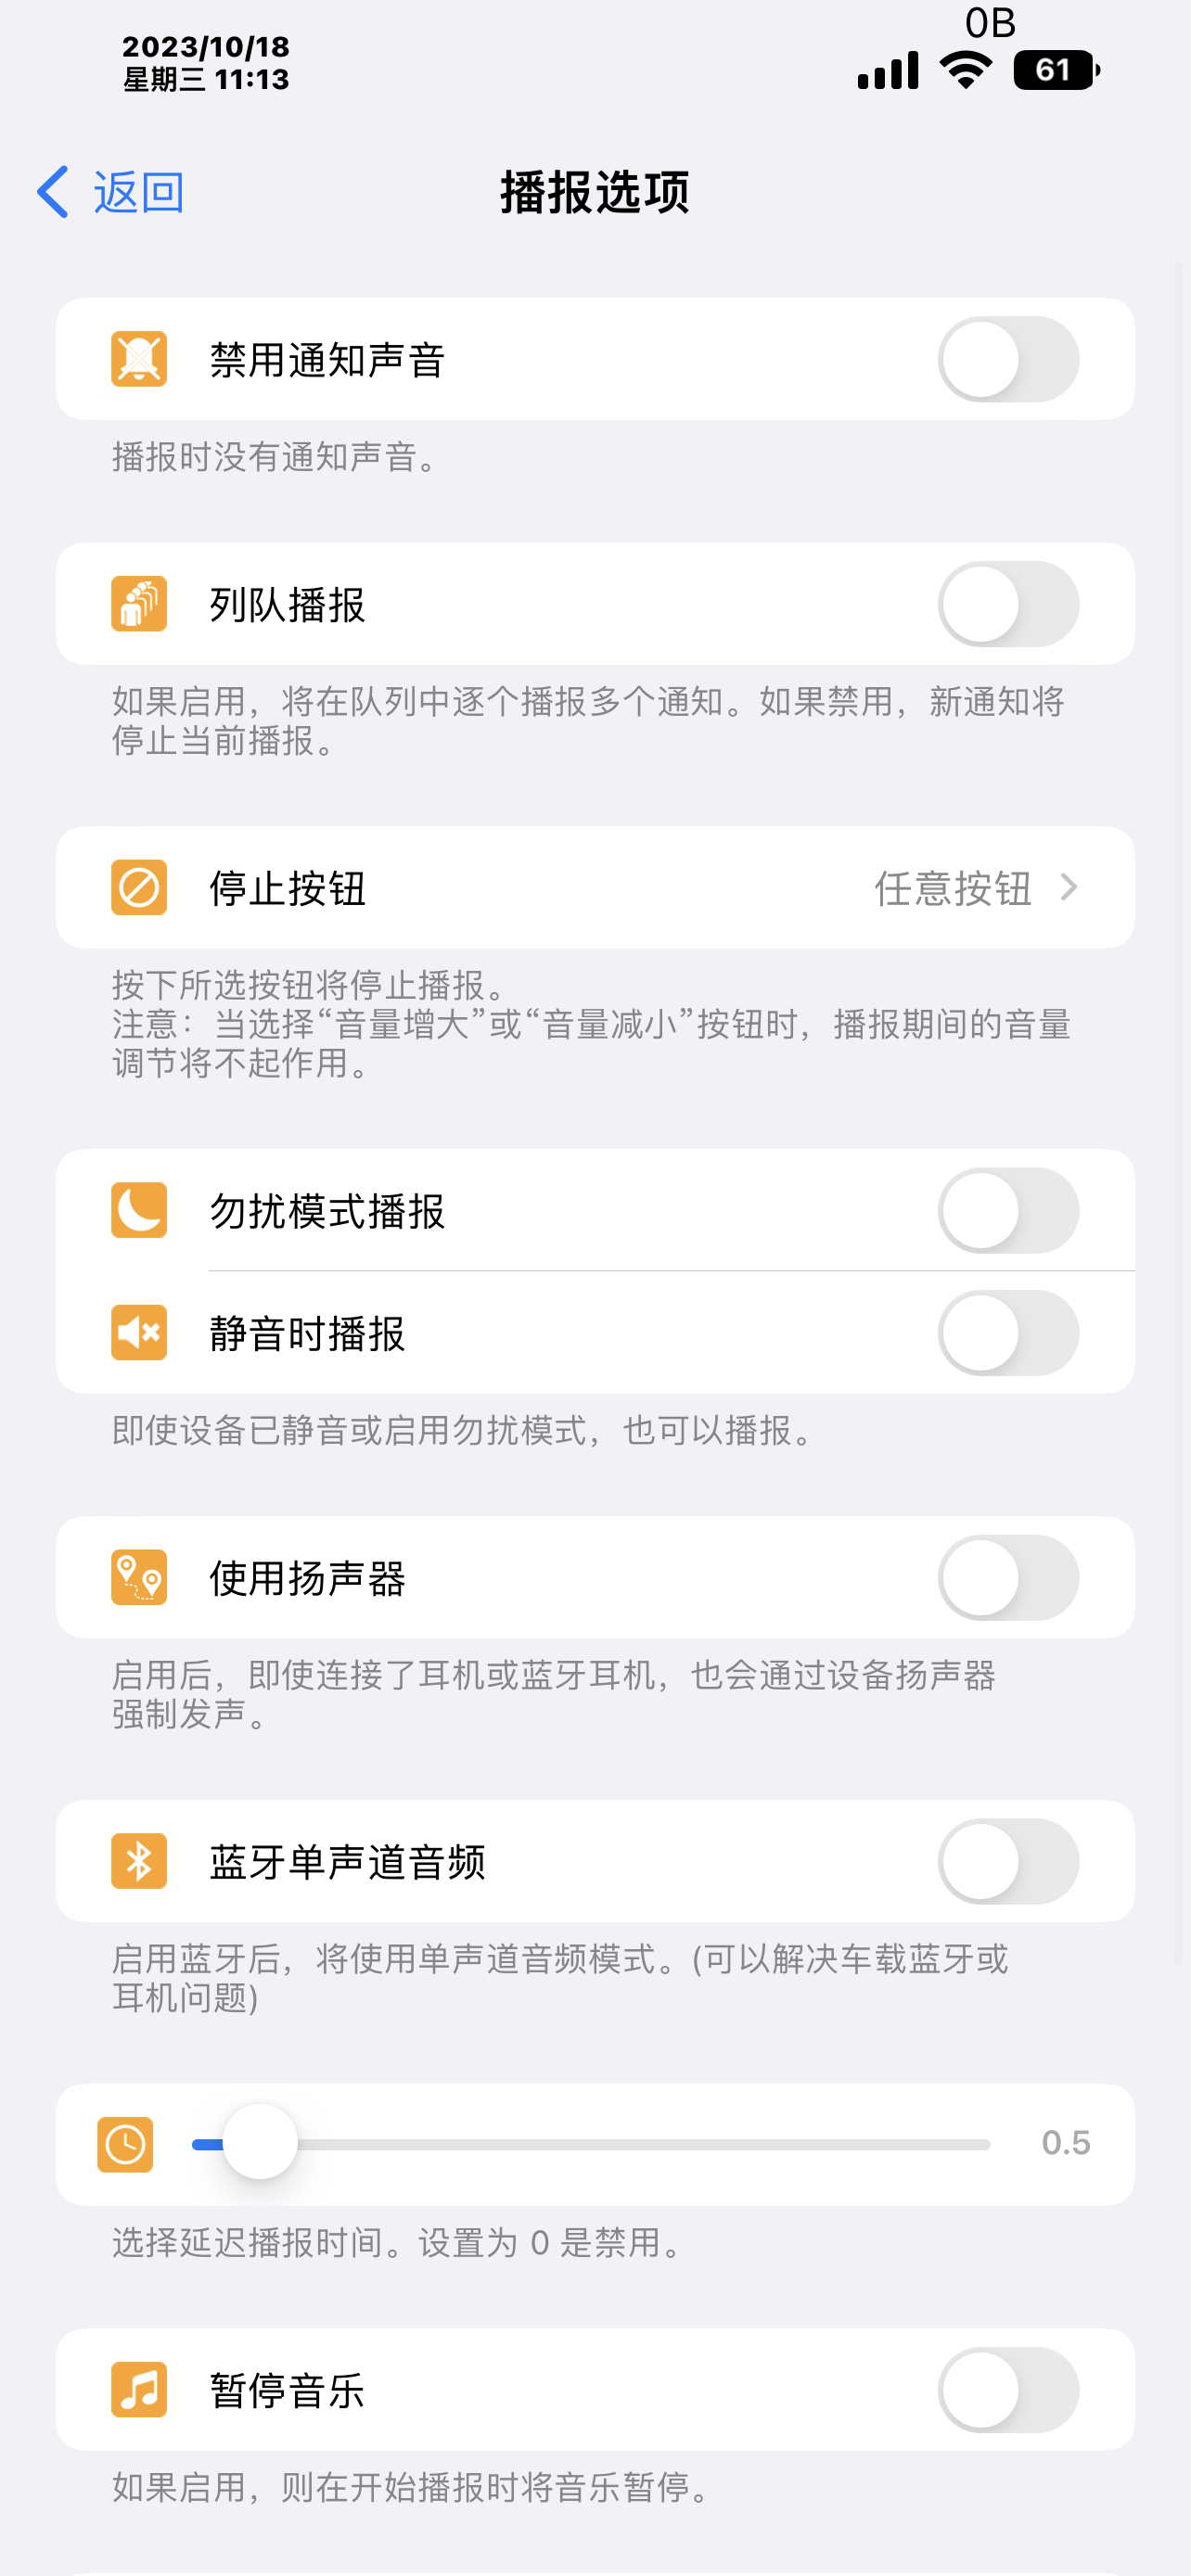 0B
2023/10/18
星期三 11:13
61
返回
播报选项
禁用通知声音
播报时没有通知声音。
列队播报
如果启用，将在队列中逐个播报多个通知。如果禁用，新通知将
停止当前播报。
停止按钮
任意按钮
按下所选按钮将停止播报。
注意：当选择“音量增大”或“音量减小”按钮时，播报期间的音量
调节将不起作用。
勿扰模式播报
静音时播报
即使设备已静音或启用勿扰模式，也可以播报。
使用扬声器
启用后，即使连接了耳机或蓝牙耳机，也会通过设备扬声器
强制发声。
蓝牙单声道音频
启用蓝牙后，将使用单声道音频模式。(可以解决车载蓝牙或
耳机问题)
0.5
选择延迟播报时间。设置为 0 是禁用。
暂停音乐
如果启用，则在开始播报时将音乐暂停。